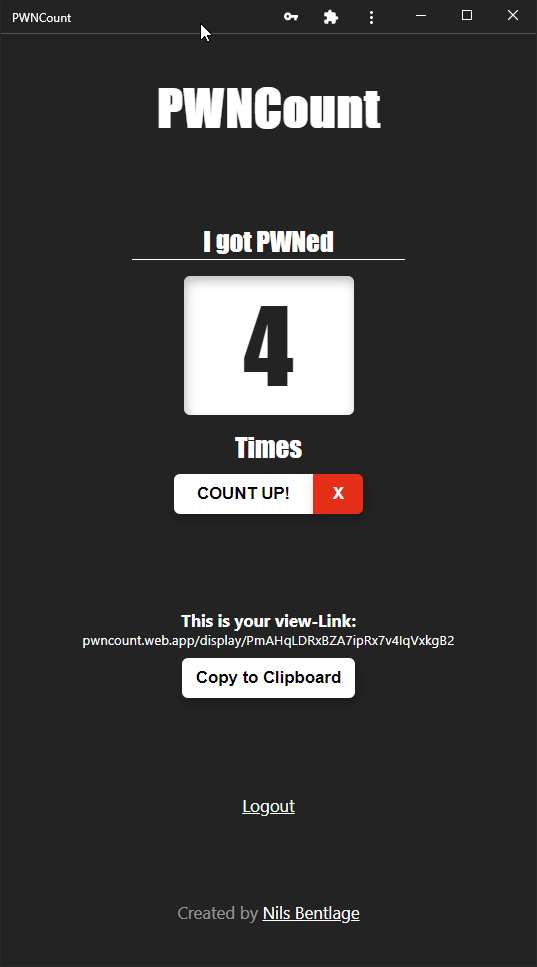 PWNCount
PWNCount
I got PWNed
4
Times
COUNT UP! X
This is your view-Link:
pwncount.web.app/display/PmAHqLDRxBZA7ipRx7v4IqVxkgB2
Copy to Clipboard
Logout
Created by Nils Bentlage